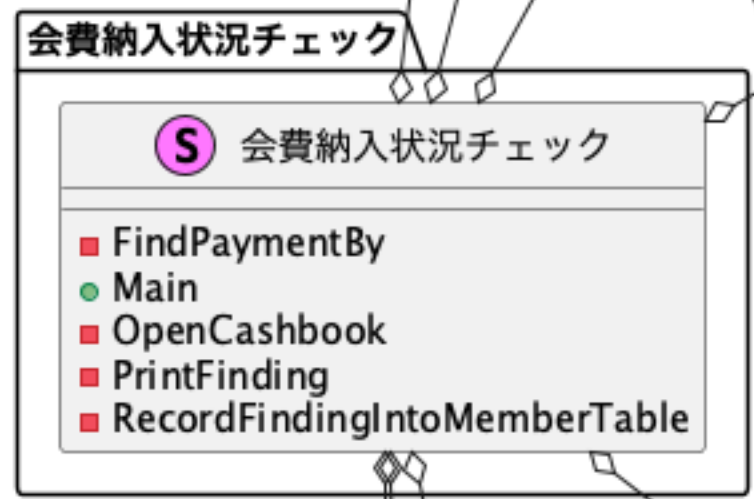 会費納入状況チェック
S 会費納入状況チェック
FindPaymentBy
Main
OpenCashbook
PrintFinding
RecordFindingIntoMemberTable